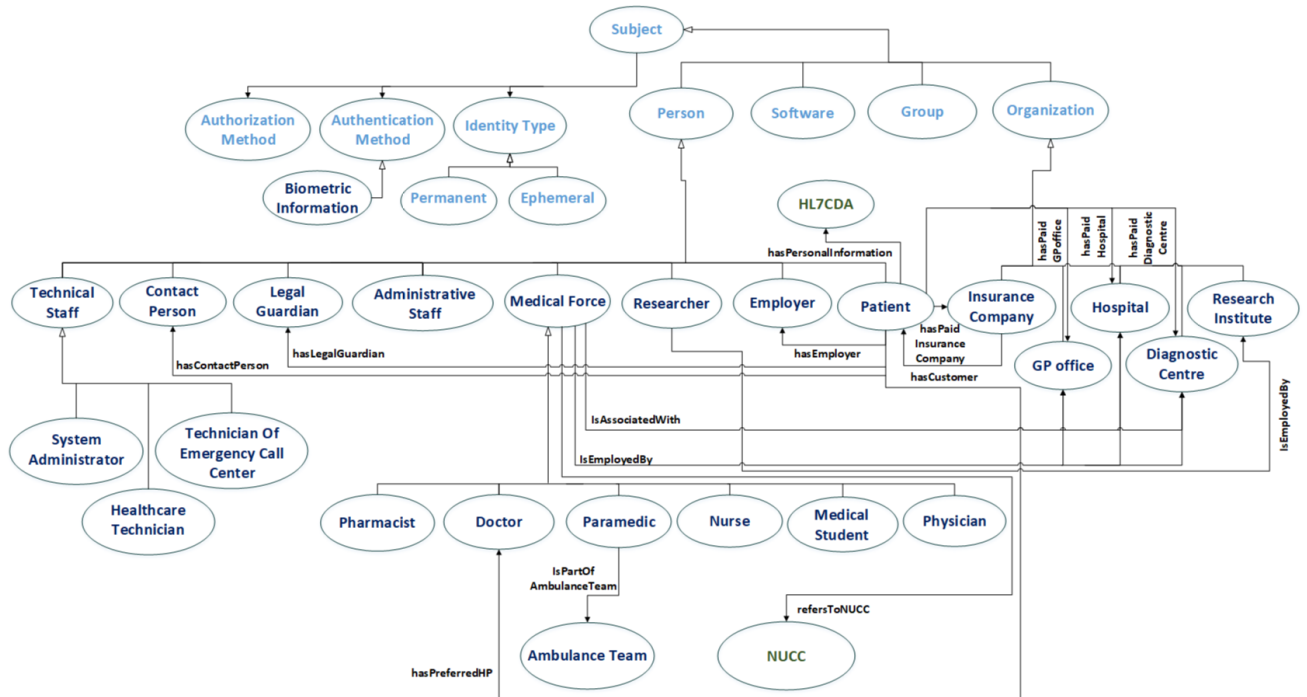 Subject
Authorization
Method
Authentication
Method
Identity Type
Person
Software
Group
Organization
Biometric
Information
Permanent
Ephemeral
HL7CDA
hasPersonalInformation
hasPaid
GPoffice
hasPaid
Hospital
hasPaid
Diagnostic
Centre
Technical
Staff
Contact
Person
Legal
Guardian
Administrative
Staff
Medical Force
Researcher
Employer
Patient
Insurance
Company
Hospital
Research
Institute
hasPaid
Insurance
Company
hasContactPerson
hasLegalGuardian
hasEmployer
hasCustomer
GP office
Diagnostic
Centre
IsEmployedBy
IsAssociatedWith
IsEmployedBy
System
Administrator
Technician Of
Emergency Call
Center
Healthcare
Technician
Pharmacist
Doctor
Paramedic
Nurse
Medical
Student
Physician
IsPartOf
AmbulanceTeam
refersToNUCC
Ambulance Team
NUCC
hasPreferredHP